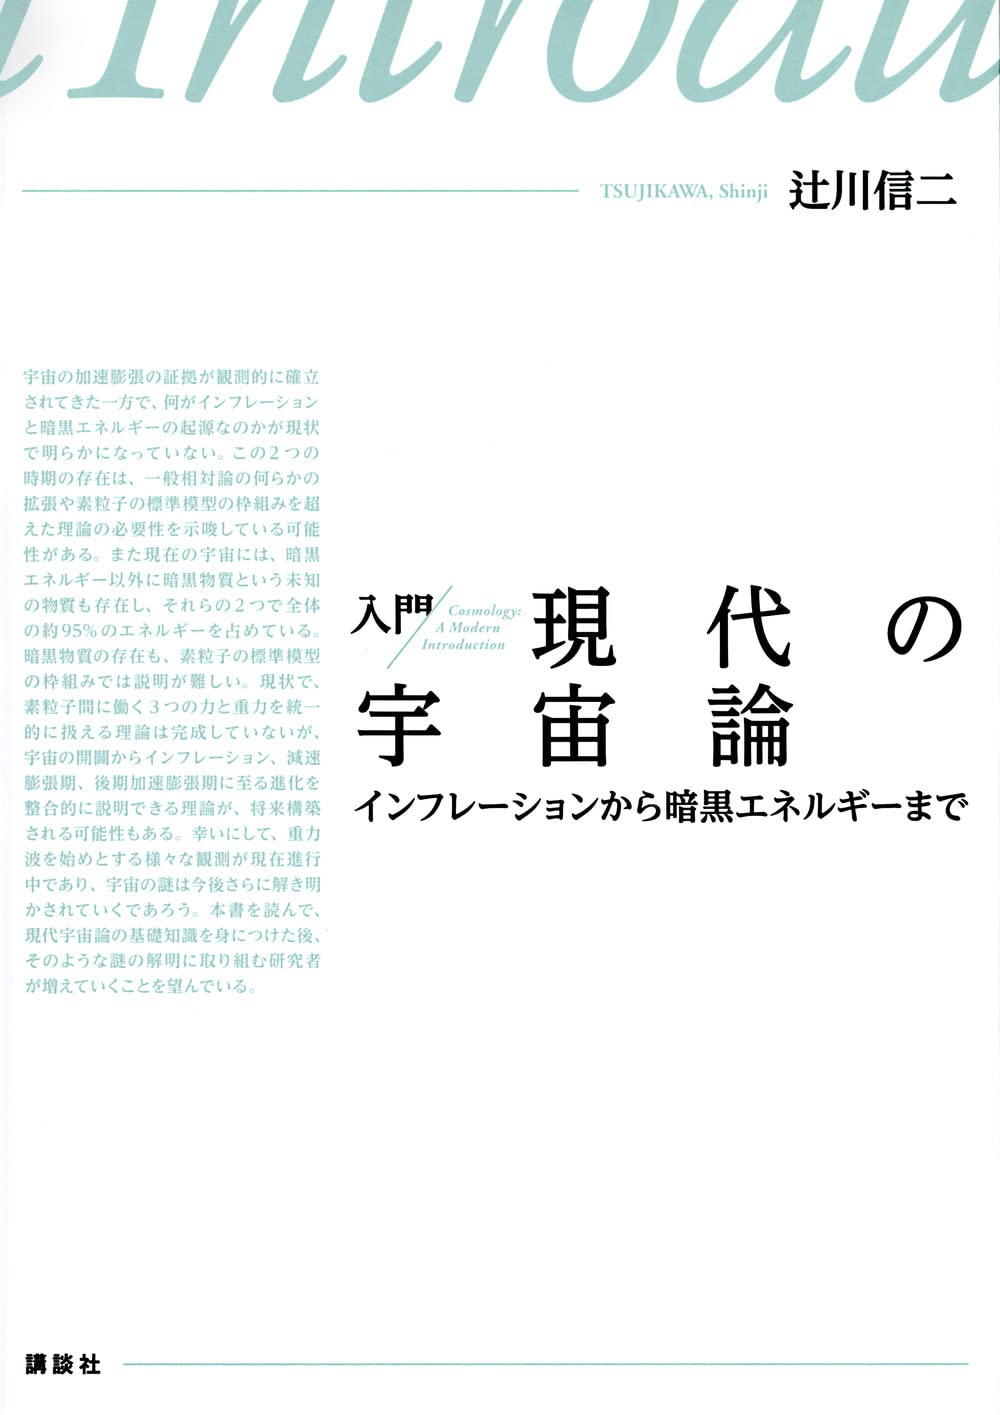 Introdu
TSUJIKAWA, Shinji 辻川信二
宇宙の加速膨張の証拠が観測的に確立
されてきた一方で、何がインフレーション
と暗黒エネルギーの起源なのかが現状
で明らかになっていない。この2つの
時期の存在は、一般相対論の何らかの
拡張や素粒子の標準模型の枠組みを超
えた理論の必要性を示唆している可能
性がある。また現在の宇宙には、暗黒
エネルギー以外に暗黒物質という未知
の物質も存在し、それらの2つで全体
の約95%のエネルギーを占めている。
暗黒物質の存在も、素粒子の標準模型
の枠組みでは説明が難しい。現状で、
素粒子間に働く3つの力と重力を統一
的に扱える理論は完成していないが、
宇宙の開闢からインフレーション、減速
膨張期、後期加速膨張期に至る進化を
整合的に説明できる理論が、将来構築
される可能性もある。幸いにして、重力
波を始めとする様々な観測が現在進行
中であり、宇宙の謎は今後さらに解き明
かされていくであろう。本書を読んで、
現代宇宙論の基礎知識を身につけた後、
そのような謎の解明に取り組む研究者
が増えていくことを望んでいる。
入門
Cosmology:
A Modern
Introduction
現代の
宇宙論
インフレーションから暗黒エネルギーまで
講談社